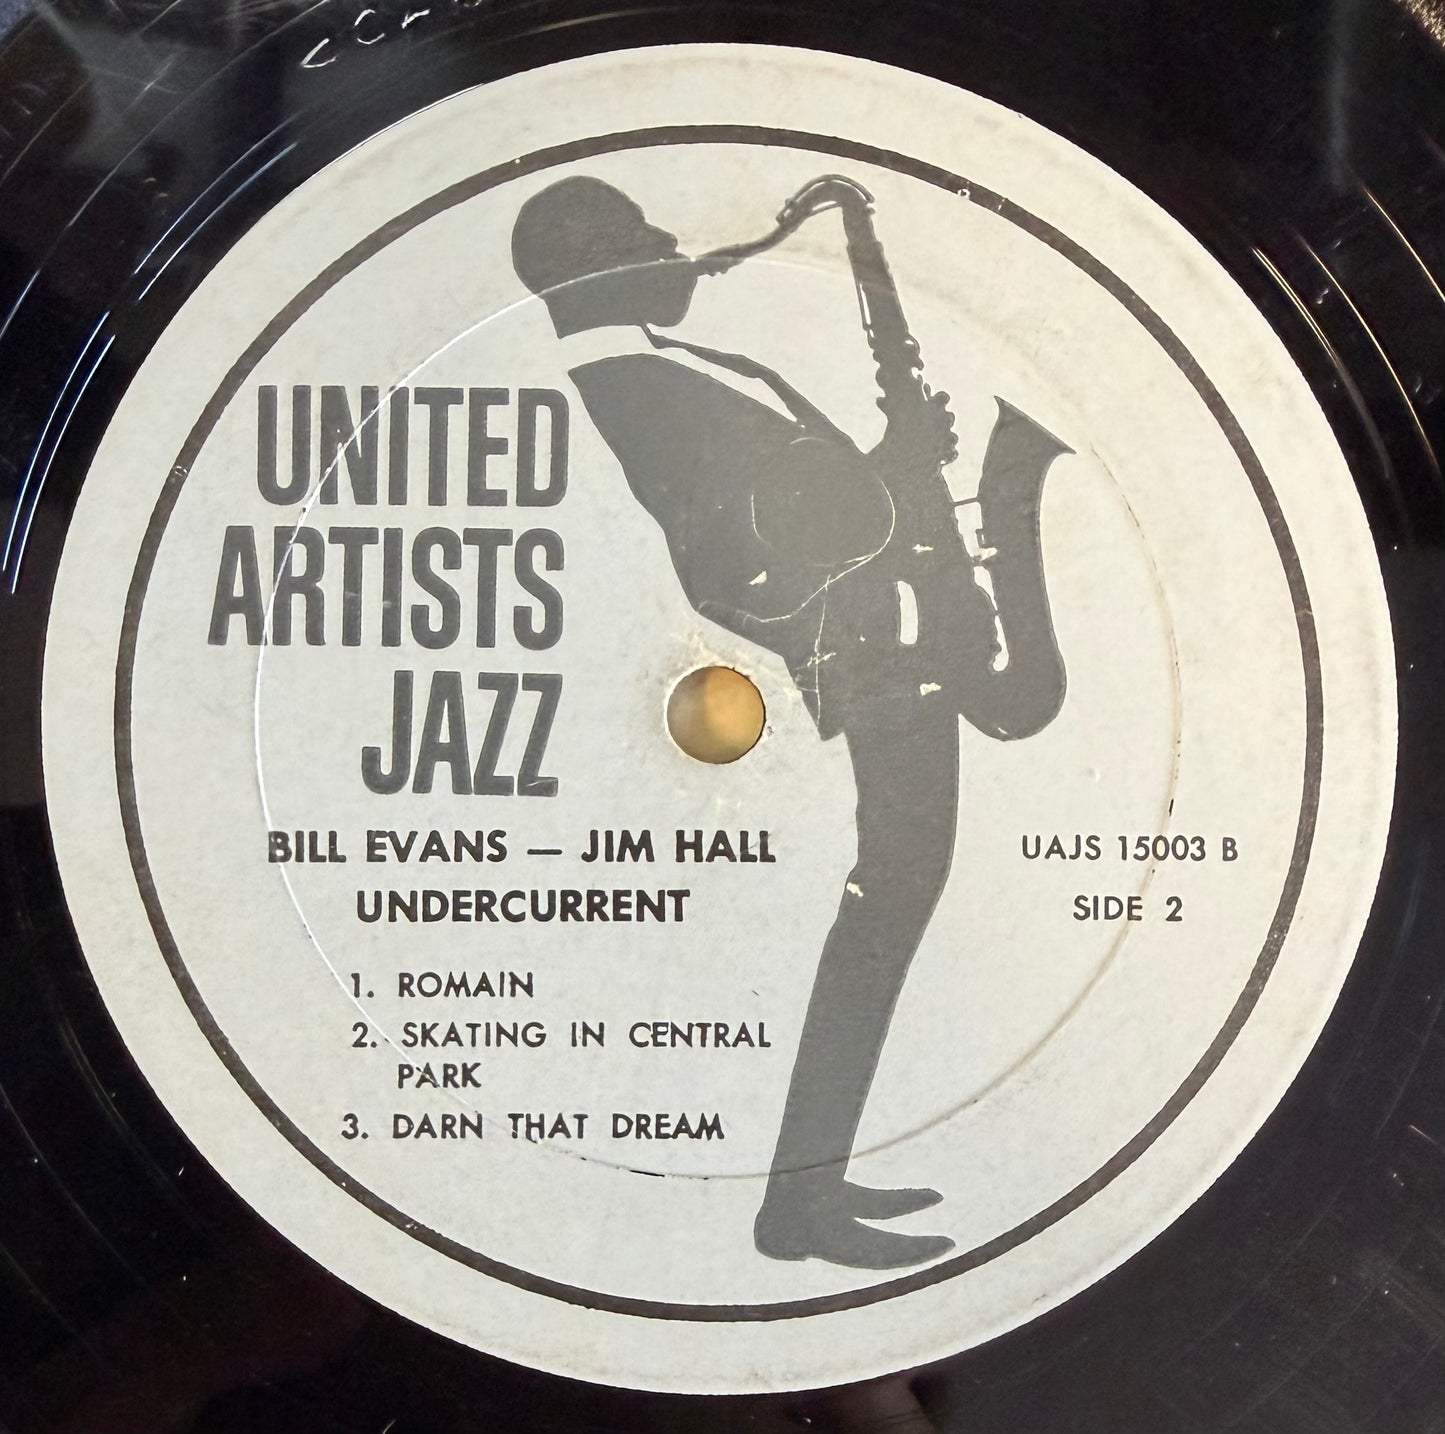 UNITED
ARTISTS
JAZZ
BILL EVANS — JIM HALL
UNDERCURRENT
UAJS 15003 B
SIDE 2
1. ROMAIN
2. SKATING IN CENTRAL
PARK
3. DARN THAT DREAM